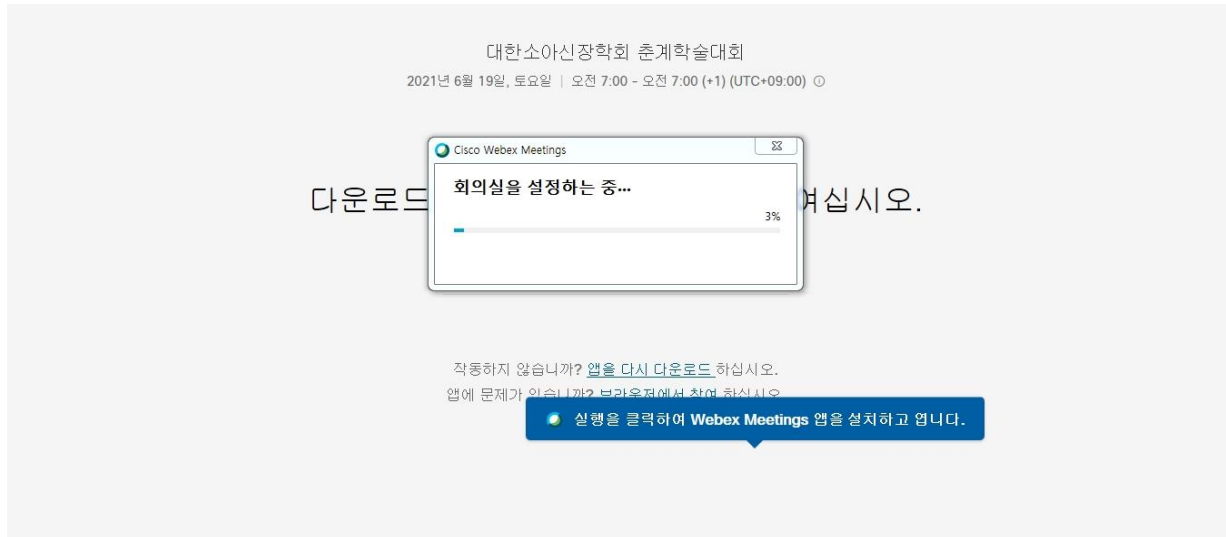 대한소아신장학회 춘계학술대회
2021년 6월 19일, 토요일 | 오전 7:00 - 오전 7:00 (+1) (UTC+09:00)
Cisco Webex Meetings
회의실을 설정하는 중...
3%
다운로드 여십시오.
작동하지 않습니까? 앱을 다시 다운로드 하십시오.
앱에 문제가 있습니까? 브라우저에서 참여 하십시오
실행을 클릭하여 Webex Meetings 앱을 설치하고 엽니다.